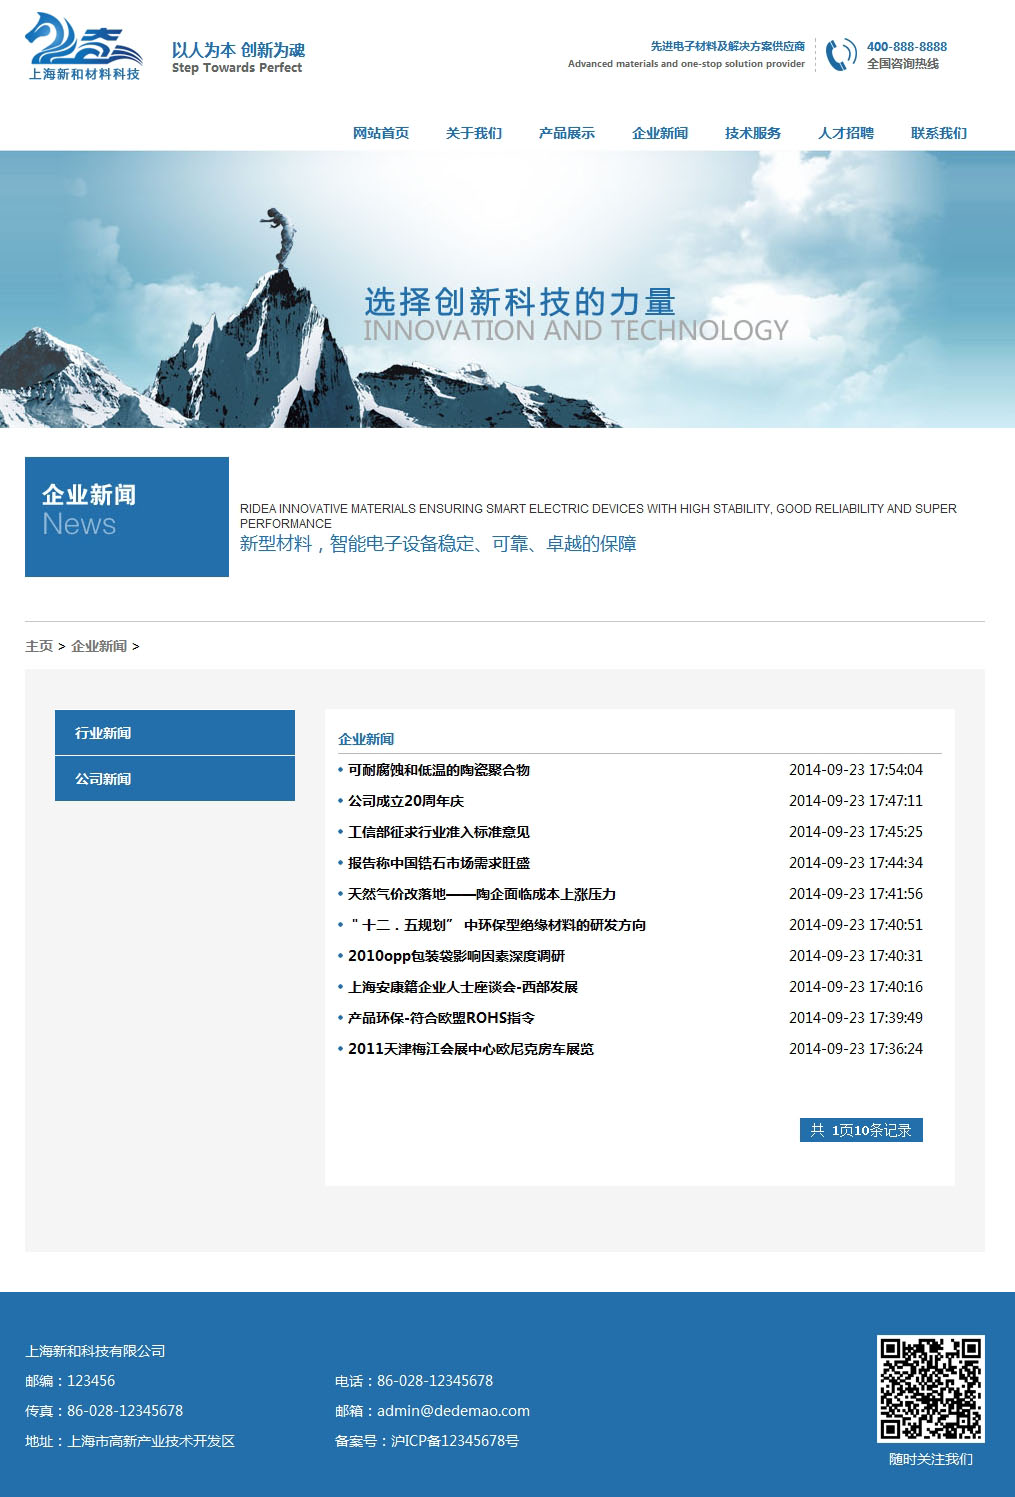 上海新和材料科技
以人为本 创新为魂
Step Towards Perfect
先进电子材料及解决方案供应商
Advanced materials and one-stop solution provider
400-888-8888
全国咨询热线
网站首页 关于我们 产品展示 企业新闻 技术服务 人才招聘 联系我们
选择创新科技的力量
INNOVATION AND TECHNOLOGY
企业新闻
News
RIDEA INNOVATIVE MATERIALS ENSURING SMART ELECTRIC DEVICES WITH HIGH STABILITY, GOOD RELIABILITY AND SUPER
PERFORMANCE
新型材料，智能电子设备稳定、可靠、卓越的保障
主页 > 企业新闻 >
行业新闻
公司新闻
企业新闻
可耐腐蚀和低温的陶瓷聚合物 2014-09-23 17:54:04
公司成立20周年庆 2014-09-23 17:47:11
工信部征求行业准入标准意见 2014-09-23 17:45:25
报告称中国锆石市场需求旺盛 2014-09-23 17:44:34
天然气价改落地——陶企面临成本上涨压力 2014-09-23 17:41:56
＂十二．五规划” 中环保型绝缘材料的研发方向 2014-09-23 17:40:51
2010opp包装袋影响因素深度调研 2014-09-23 17:40:31
上海安康籍企业人士座谈会-西部发展 2014-09-23 17:40:16
产品环保-符合欧盟ROHS指令 2014-09-23 17:39:49
2011天津梅江会展中心欧尼克房车展览 2014-09-23 17:36:24
共 1页10条记录
上海新和科技有限公司
邮编：123456 电话：86-028-12345678
传真：86-028-12345678 邮箱：admin@dedemao.com
地址：上海市高新产业技术开发区 备案号：沪ICP备12345678号
随时关注我们